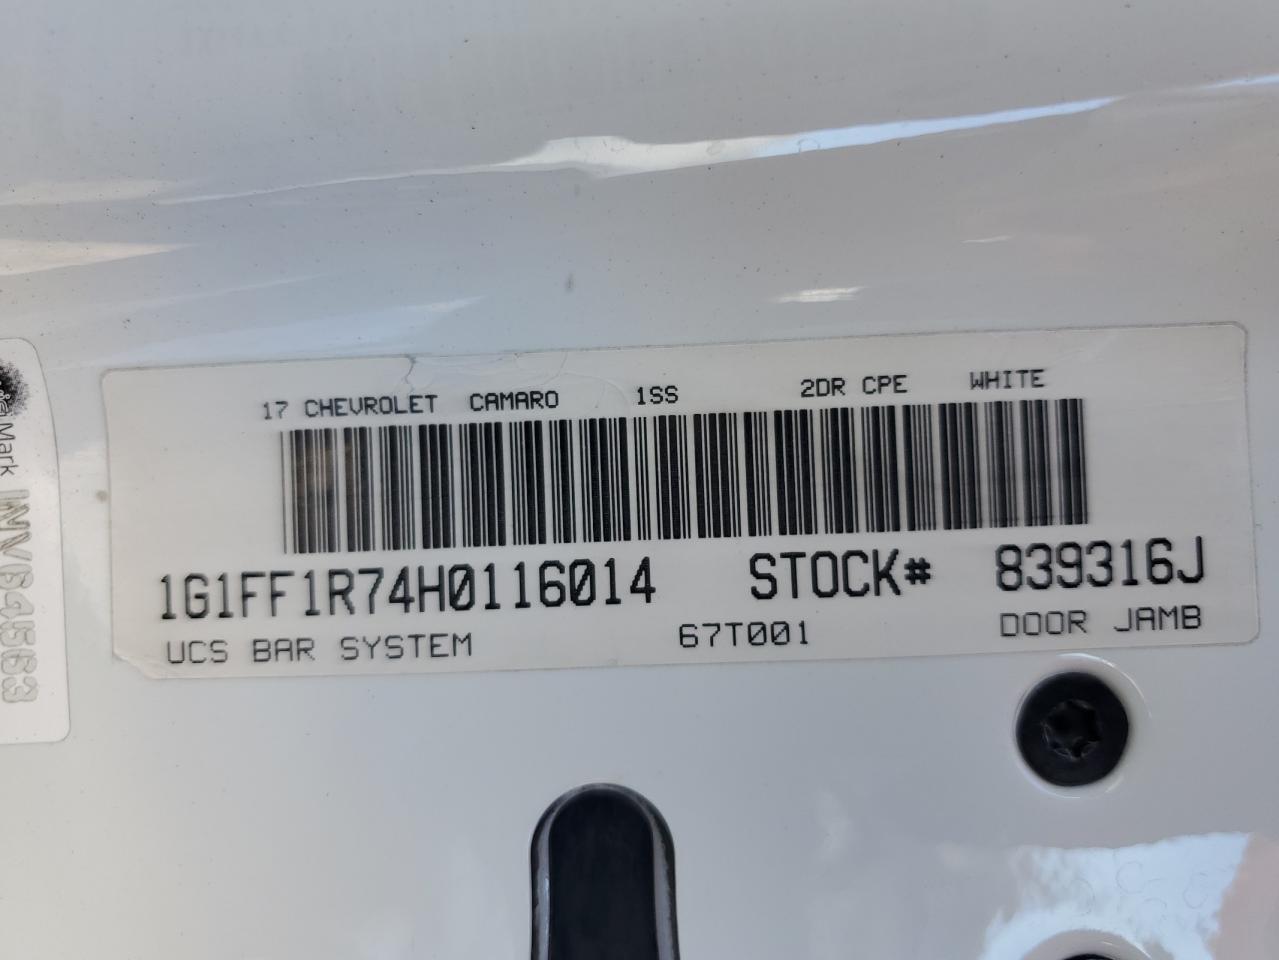 17 CHEVROLET CAMARO 1SS 2DR CPE WHITE
1G1FF1R74H0116014 STOCK# 839316J
UCS BAR SYSTEM 67T001 DOOR JAMB
Mark